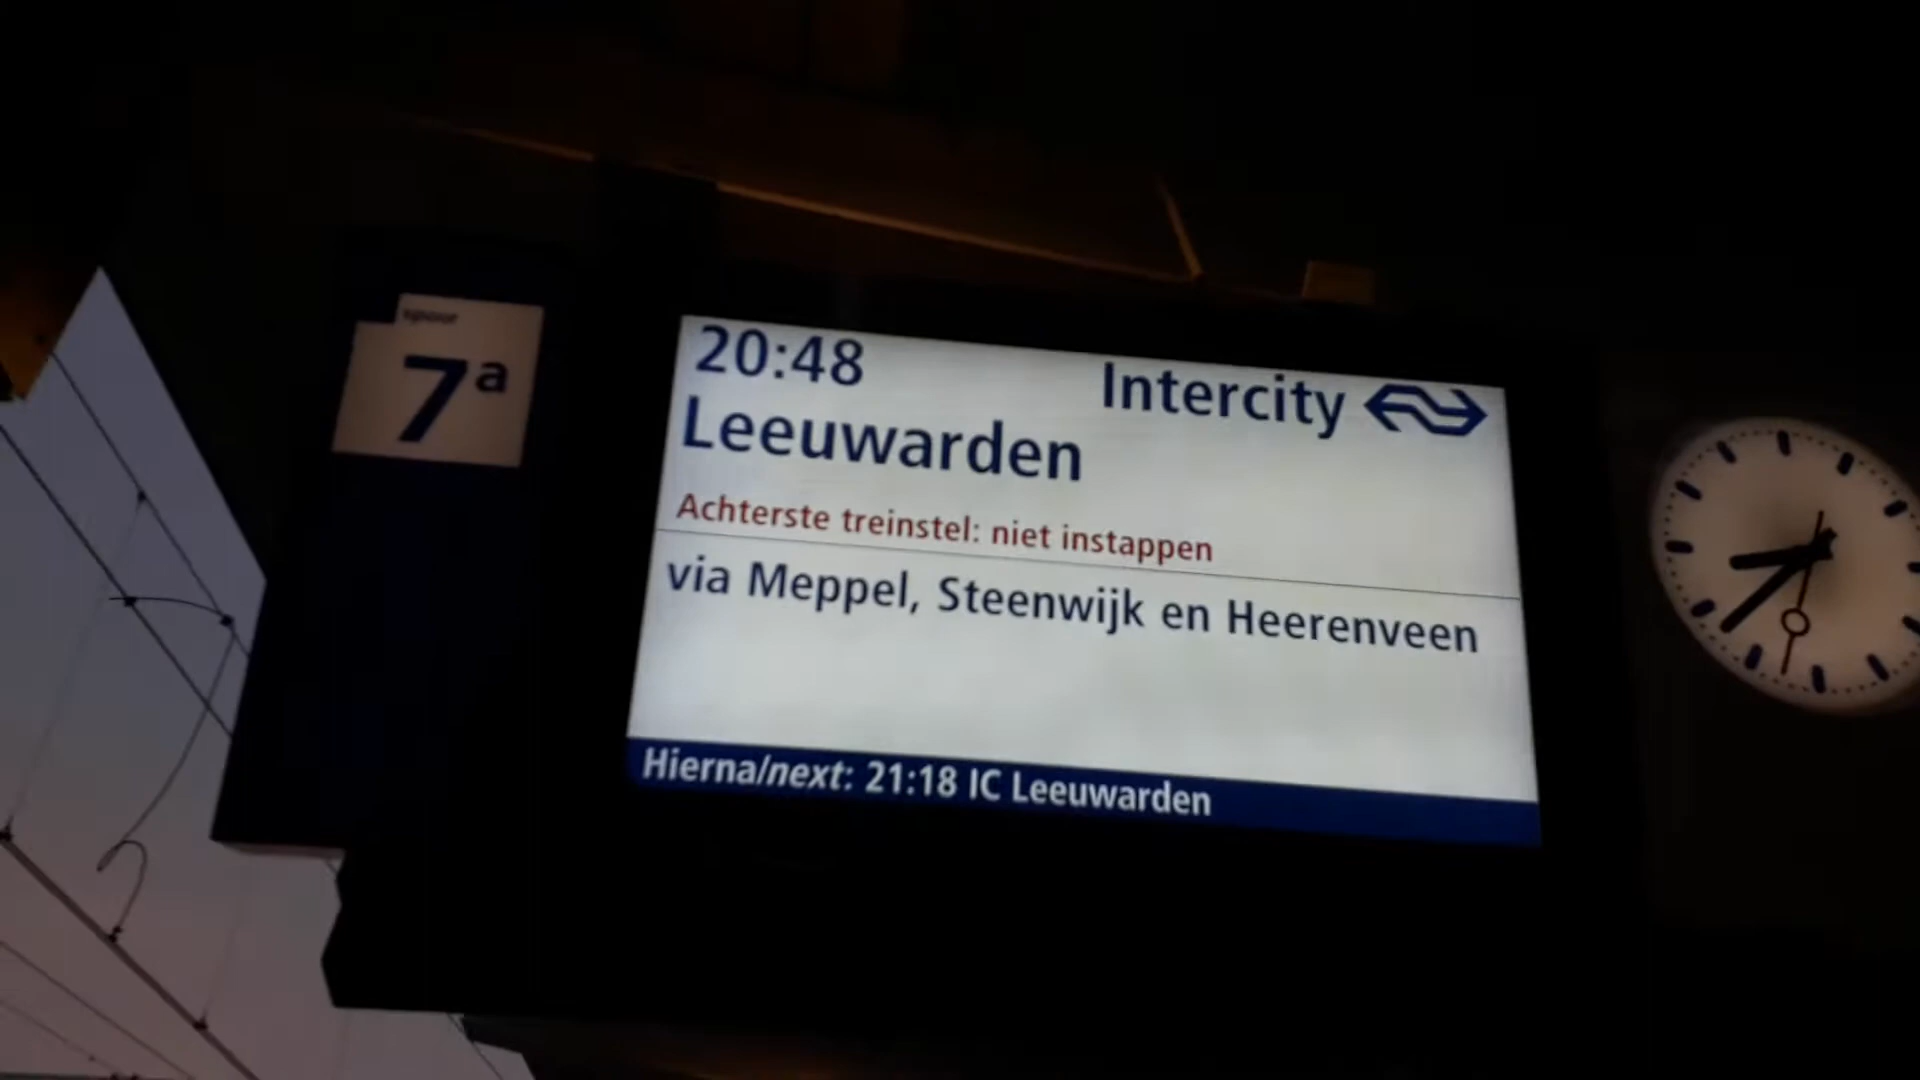 spoor
7a
20:48
Intercity
Leeuwarden
Achterste treinstel: niet instappen
via Meppel, Steenwijk en Heerenveen
Hierna/next: 21:18 IC Leeuwarden